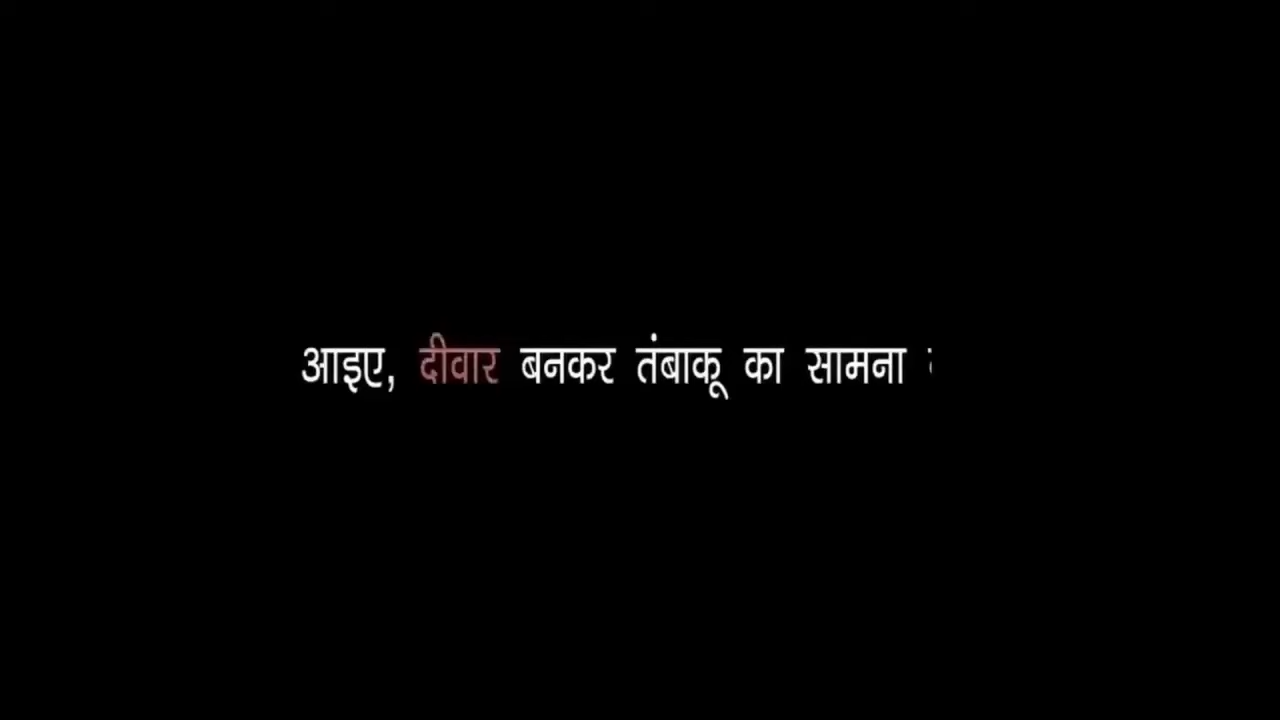 आइए, दीवार बनकर तंबाकू का सामना